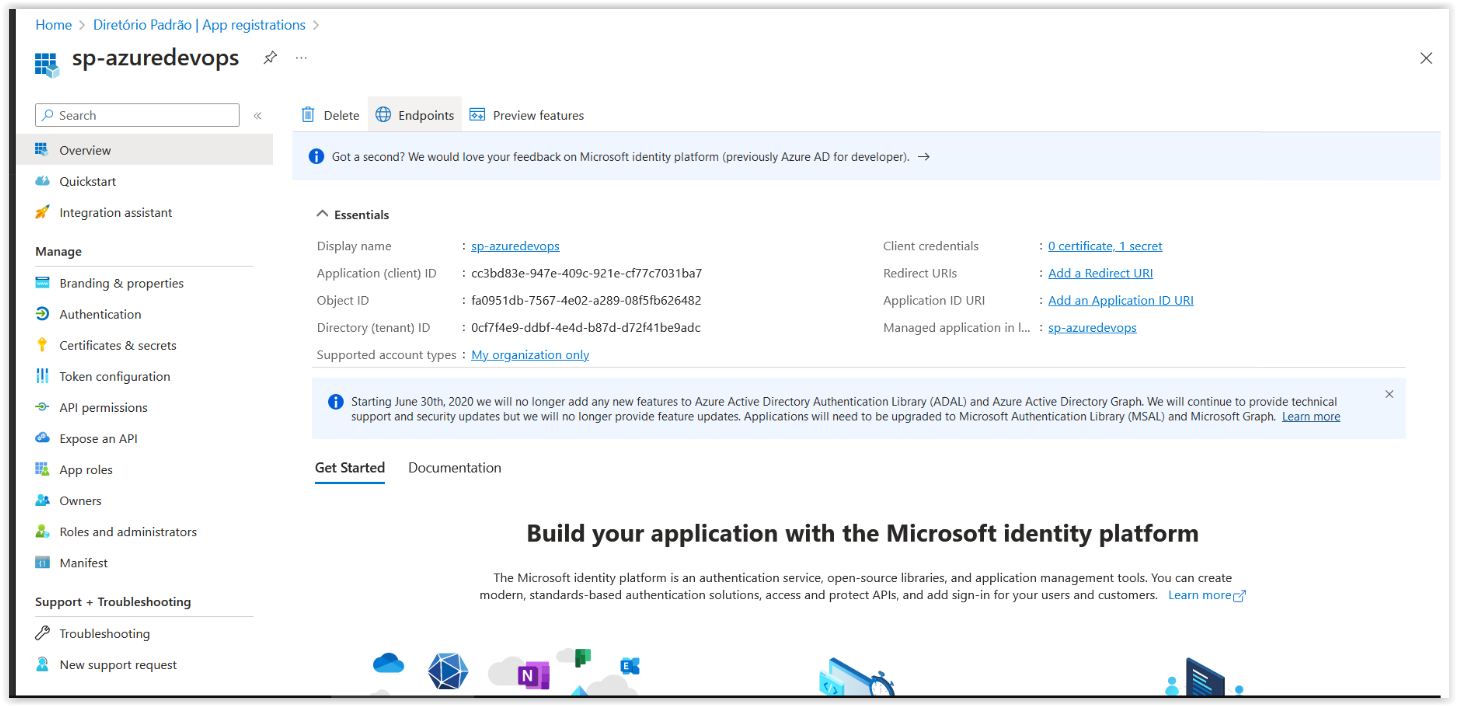 Home > Diretório Padrão | App registrations >
sp-azuredevops
Search
Overview
Quickstart
Integration assistant
Manage
Branding & properties
Authentication
Certificates & secrets
Token configuration
API permissions
Expose an API
App roles
Owners
Roles and administrators
Manifest
Support + Troubleshooting
Troubleshooting
New support request
Delete
Endpoints
Preview features
Got a second? We would love your feedback on Microsoft identity platform (previously Azure AD for developer). →
Essentials
Display name : sp-azuredevops
Application (client) ID : cc3bd83e-947e-409c-921e-cf77c7031ba7
Object ID : fa0951db-7567-4e02-a289-08f5fb626482
Directory (tenant) ID : 0cf7f4e9-ddbf-4e4d-b87d-d72f41be9adc
Supported account types : My organization only
Client credentials : 0 certificate, 1 secret
Redirect URIs : Add a Redirect URI
Application ID URI : Add an Application ID URI
Managed application in l... : sp-azuredevops
Starting June 30th, 2020 we will no longer add any new features to Azure Active Directory Authentication Library (ADAL) and Azure Active Directory Graph. We will continue to provide technical
support and security updates but we will no longer provide feature updates. Applications will need to be upgraded to Microsoft Authentication Library (MSAL) and Microsoft Graph. Learn more
Get Started
Documentation
Build your application with the Microsoft identity platform
The Microsoft identity platform is an authentication service, open-source libraries, and application management tools. You can create
modern, standards-based authentication solutions, access and protect APIs, and add sign-in for your users and customers. Learn more
N
E